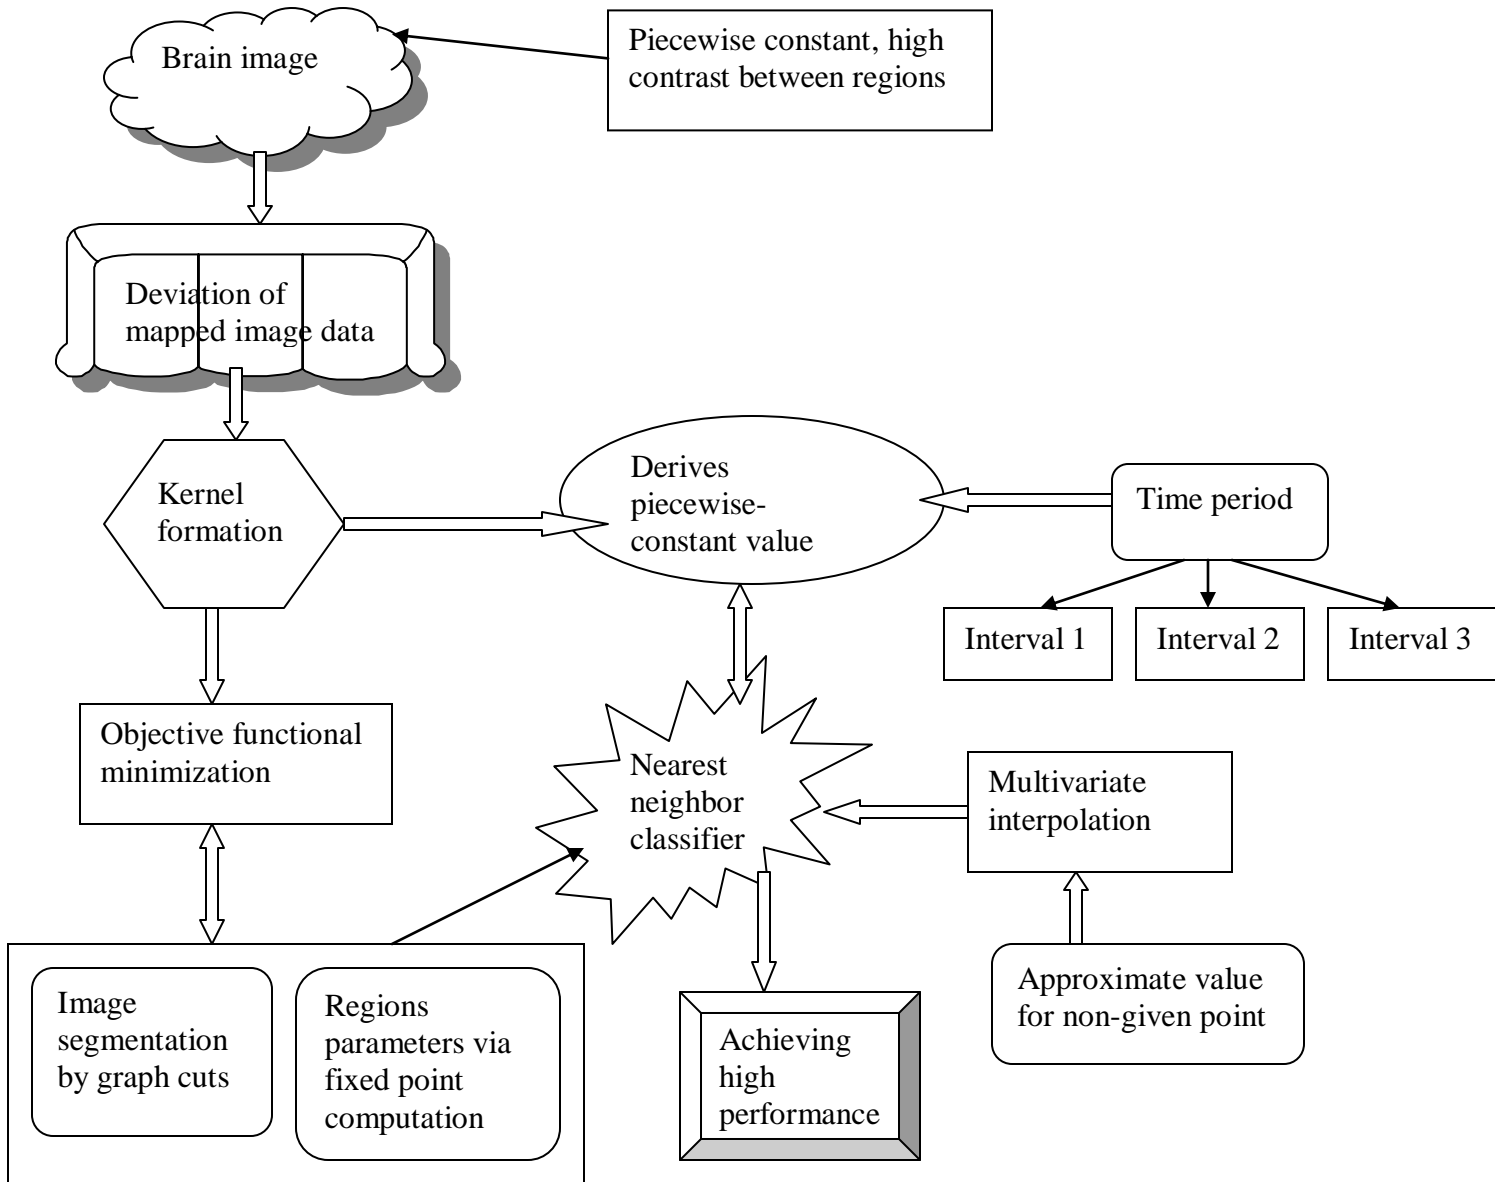 Brain image
Piecewise constant, high
contrast between regions
Deviation of
mapped image data
Kernel
formation
Derives
piecewise-
constant value
Time period
Interval 1
Interval 2
Interval 3
Objective functional
minimization
Nearest
neighbor
classifier
Multivariate
interpolation
Image
segmentation
by graph cuts
Regions
parameters via
fixed point
computation
Achieving
high
performance
Approximate value
for non-given point